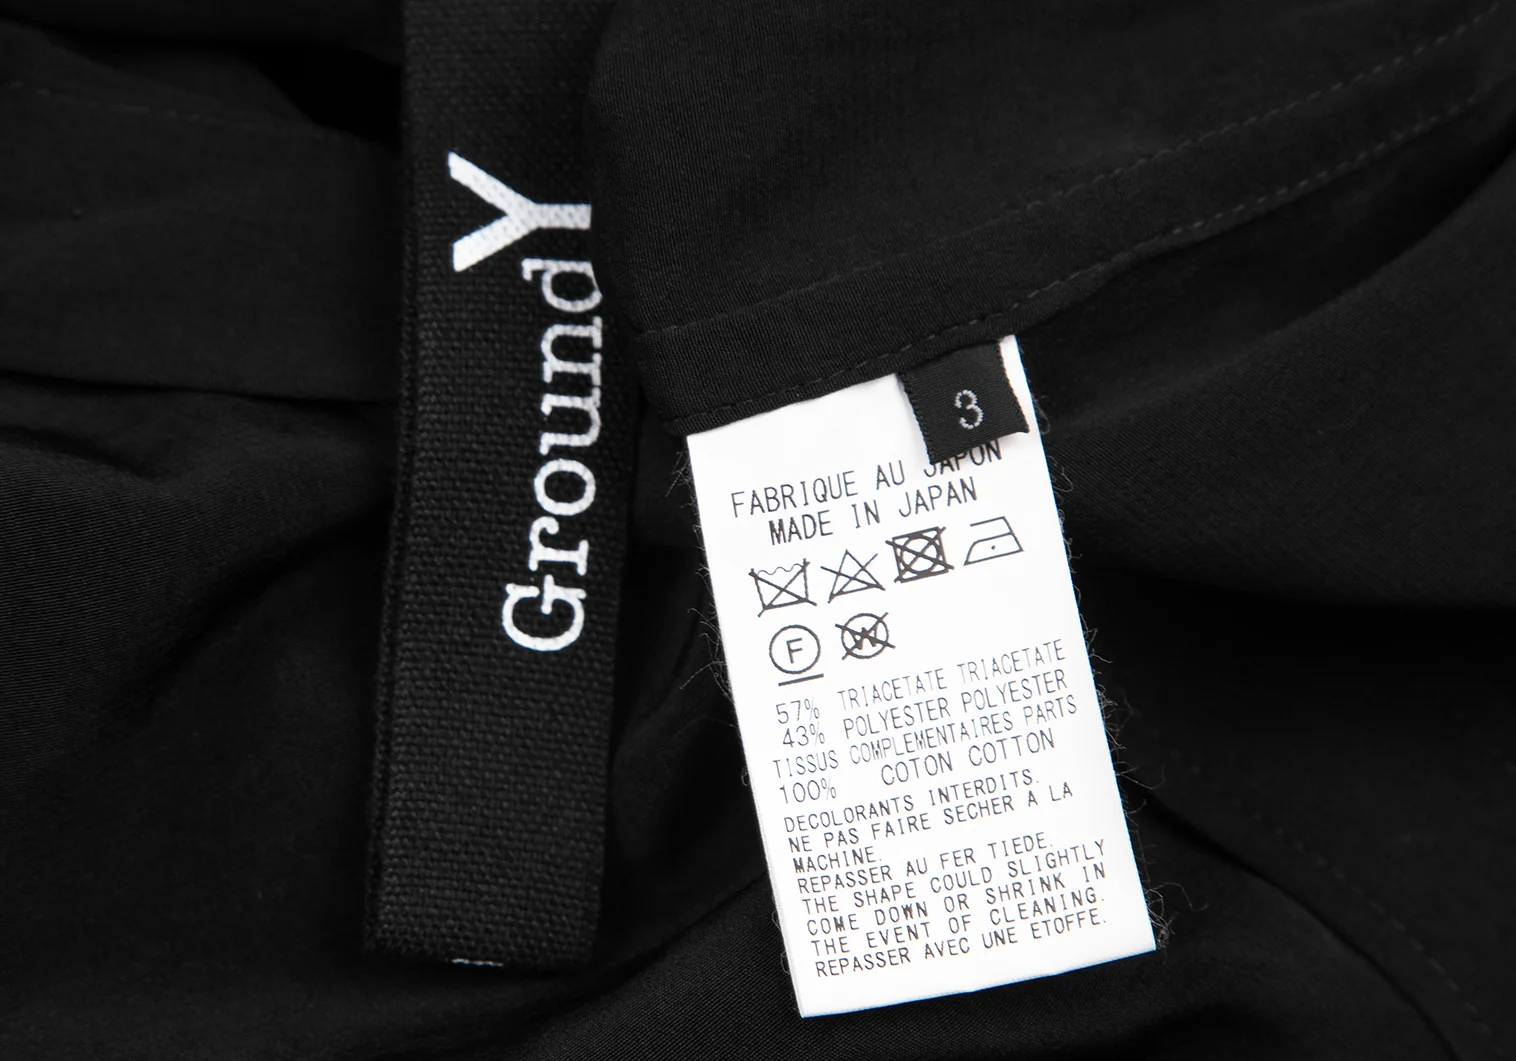 Ground Y
3
FABRIQUE AU JAPON
MADE IN JAPAN
F
W
57% TRIACETATE TRIACETATE
43% POLYESTER POLYESTER
TISSUS COMPLEMENTAIRES PARTS
100% COTON COTTON
DECOLORANTS INTERDITS.
NE PAS FAIRE SECHER A LA
MACHINE.
REPASSER AU FER TIEDE.
THE SHAPE COULD SLIGHTLY
COME DOWN OR SHRINK IN
THE EVENT OF CLEANING.
REPASSER AVEC UNE ETOFFE.